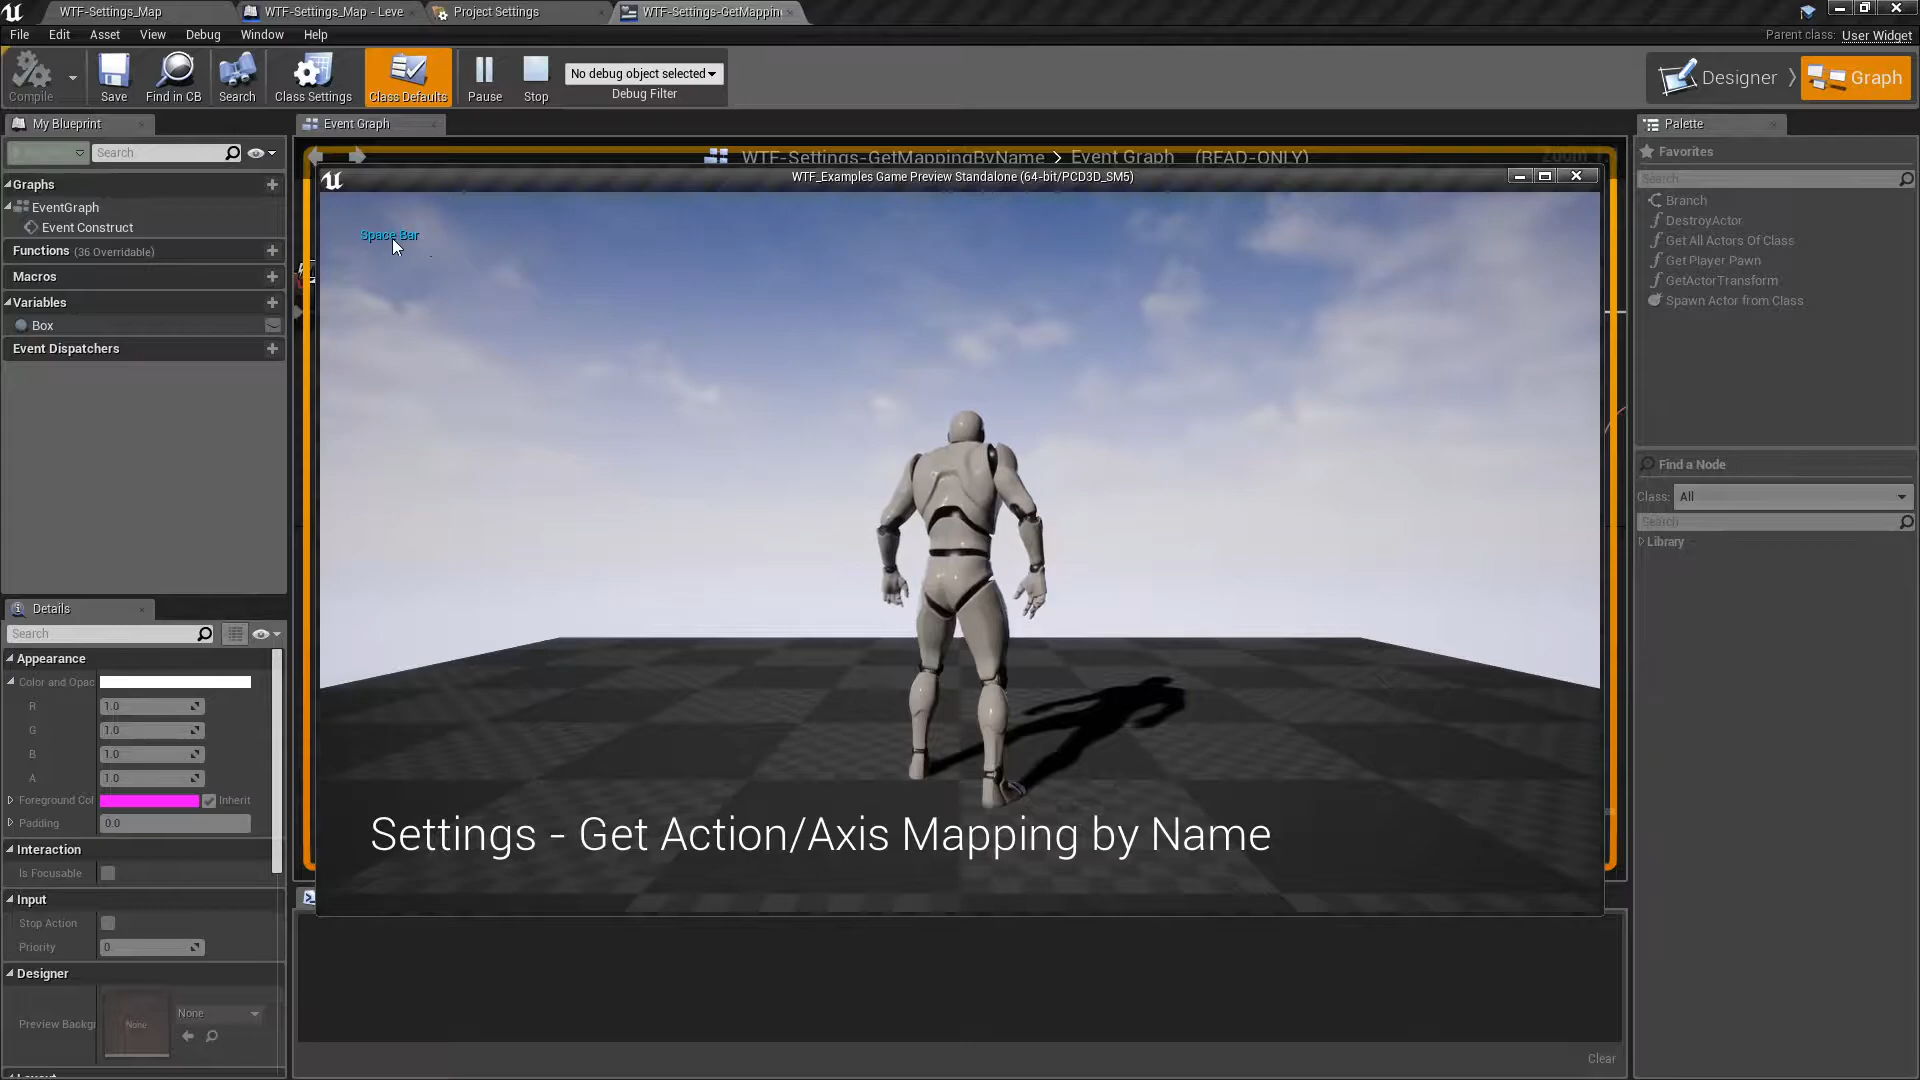 WTF-Settings_Map
WTF-Settings_Map - Leve
Project Settings
WTF-Settings-GetMappin
File Edit Asset View Debug Window Help
Parent class: User Widget
Compile
Save
Find in CB
Search
Class Settings
Class Defaults
Pause
Stop
No debug object selected
Debug Filter
Designer
Graph
My Blueprint
Search
Graphs
EventGraph
Event Construct
Functions (36 Overridable)
Macros
Variables
Box
Event Dispatchers
Event Graph
WTF-Settings-GetMappingByName > Event Graph (READ-ONLY)
WTF_Examples Game Preview Standalone (64-bit/PCD3D_SM5)
Space Bar
Settings - Get Action/Axis Mapping by Name
Clear
Palette
Favorites
Search
Branch
DestroyActor
Get All Actors Of Class
Get Player Pawn
GetActorTransform
Spawn Actor from Class
Find a Node
Class: All
Search
Library
Details
Search
Appearance
Color and Opac
R 1.0
G 1.0
B 1.0
A 1.0
Foreground Col Inherit
Padding 0.0
Interaction
Is Focusable
Input
Stop Action
Priority 0
Designer
Preview Backgr None None